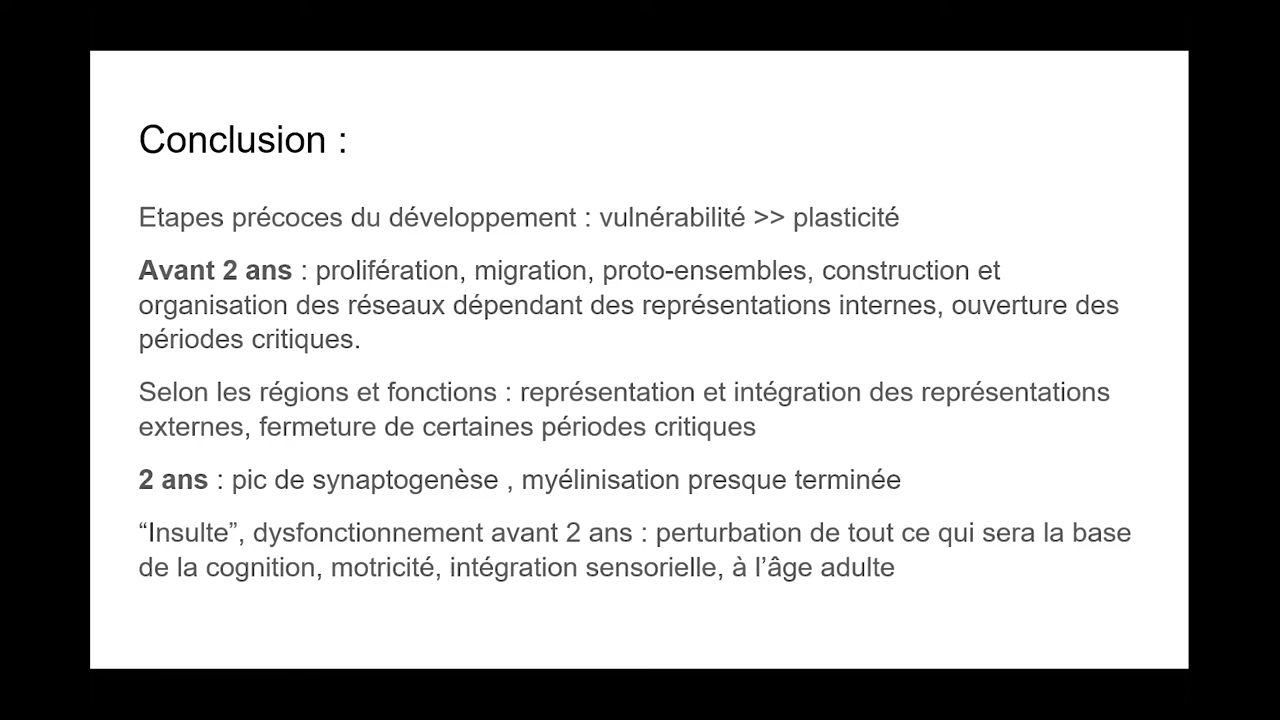 Conclusion :
Etapes précoces du développement : vulnérabilité >> plasticité
Avant 2 ans : prolifération, migration, proto-ensembles, construction et
organisation des réseaux dépendant des représentations internes, ouverture des
périodes critiques.
Selon les régions et fonctions : représentation et intégration des représentations
externes, fermeture de certaines périodes critiques
2 ans : pic de synaptogenèse , myélinisation presque terminée
“Insulte”, dysfonctionnement avant 2 ans : perturbation de tout ce qui sera la base
de la cognition, motricité, intégration sensorielle, à l’âge adulte